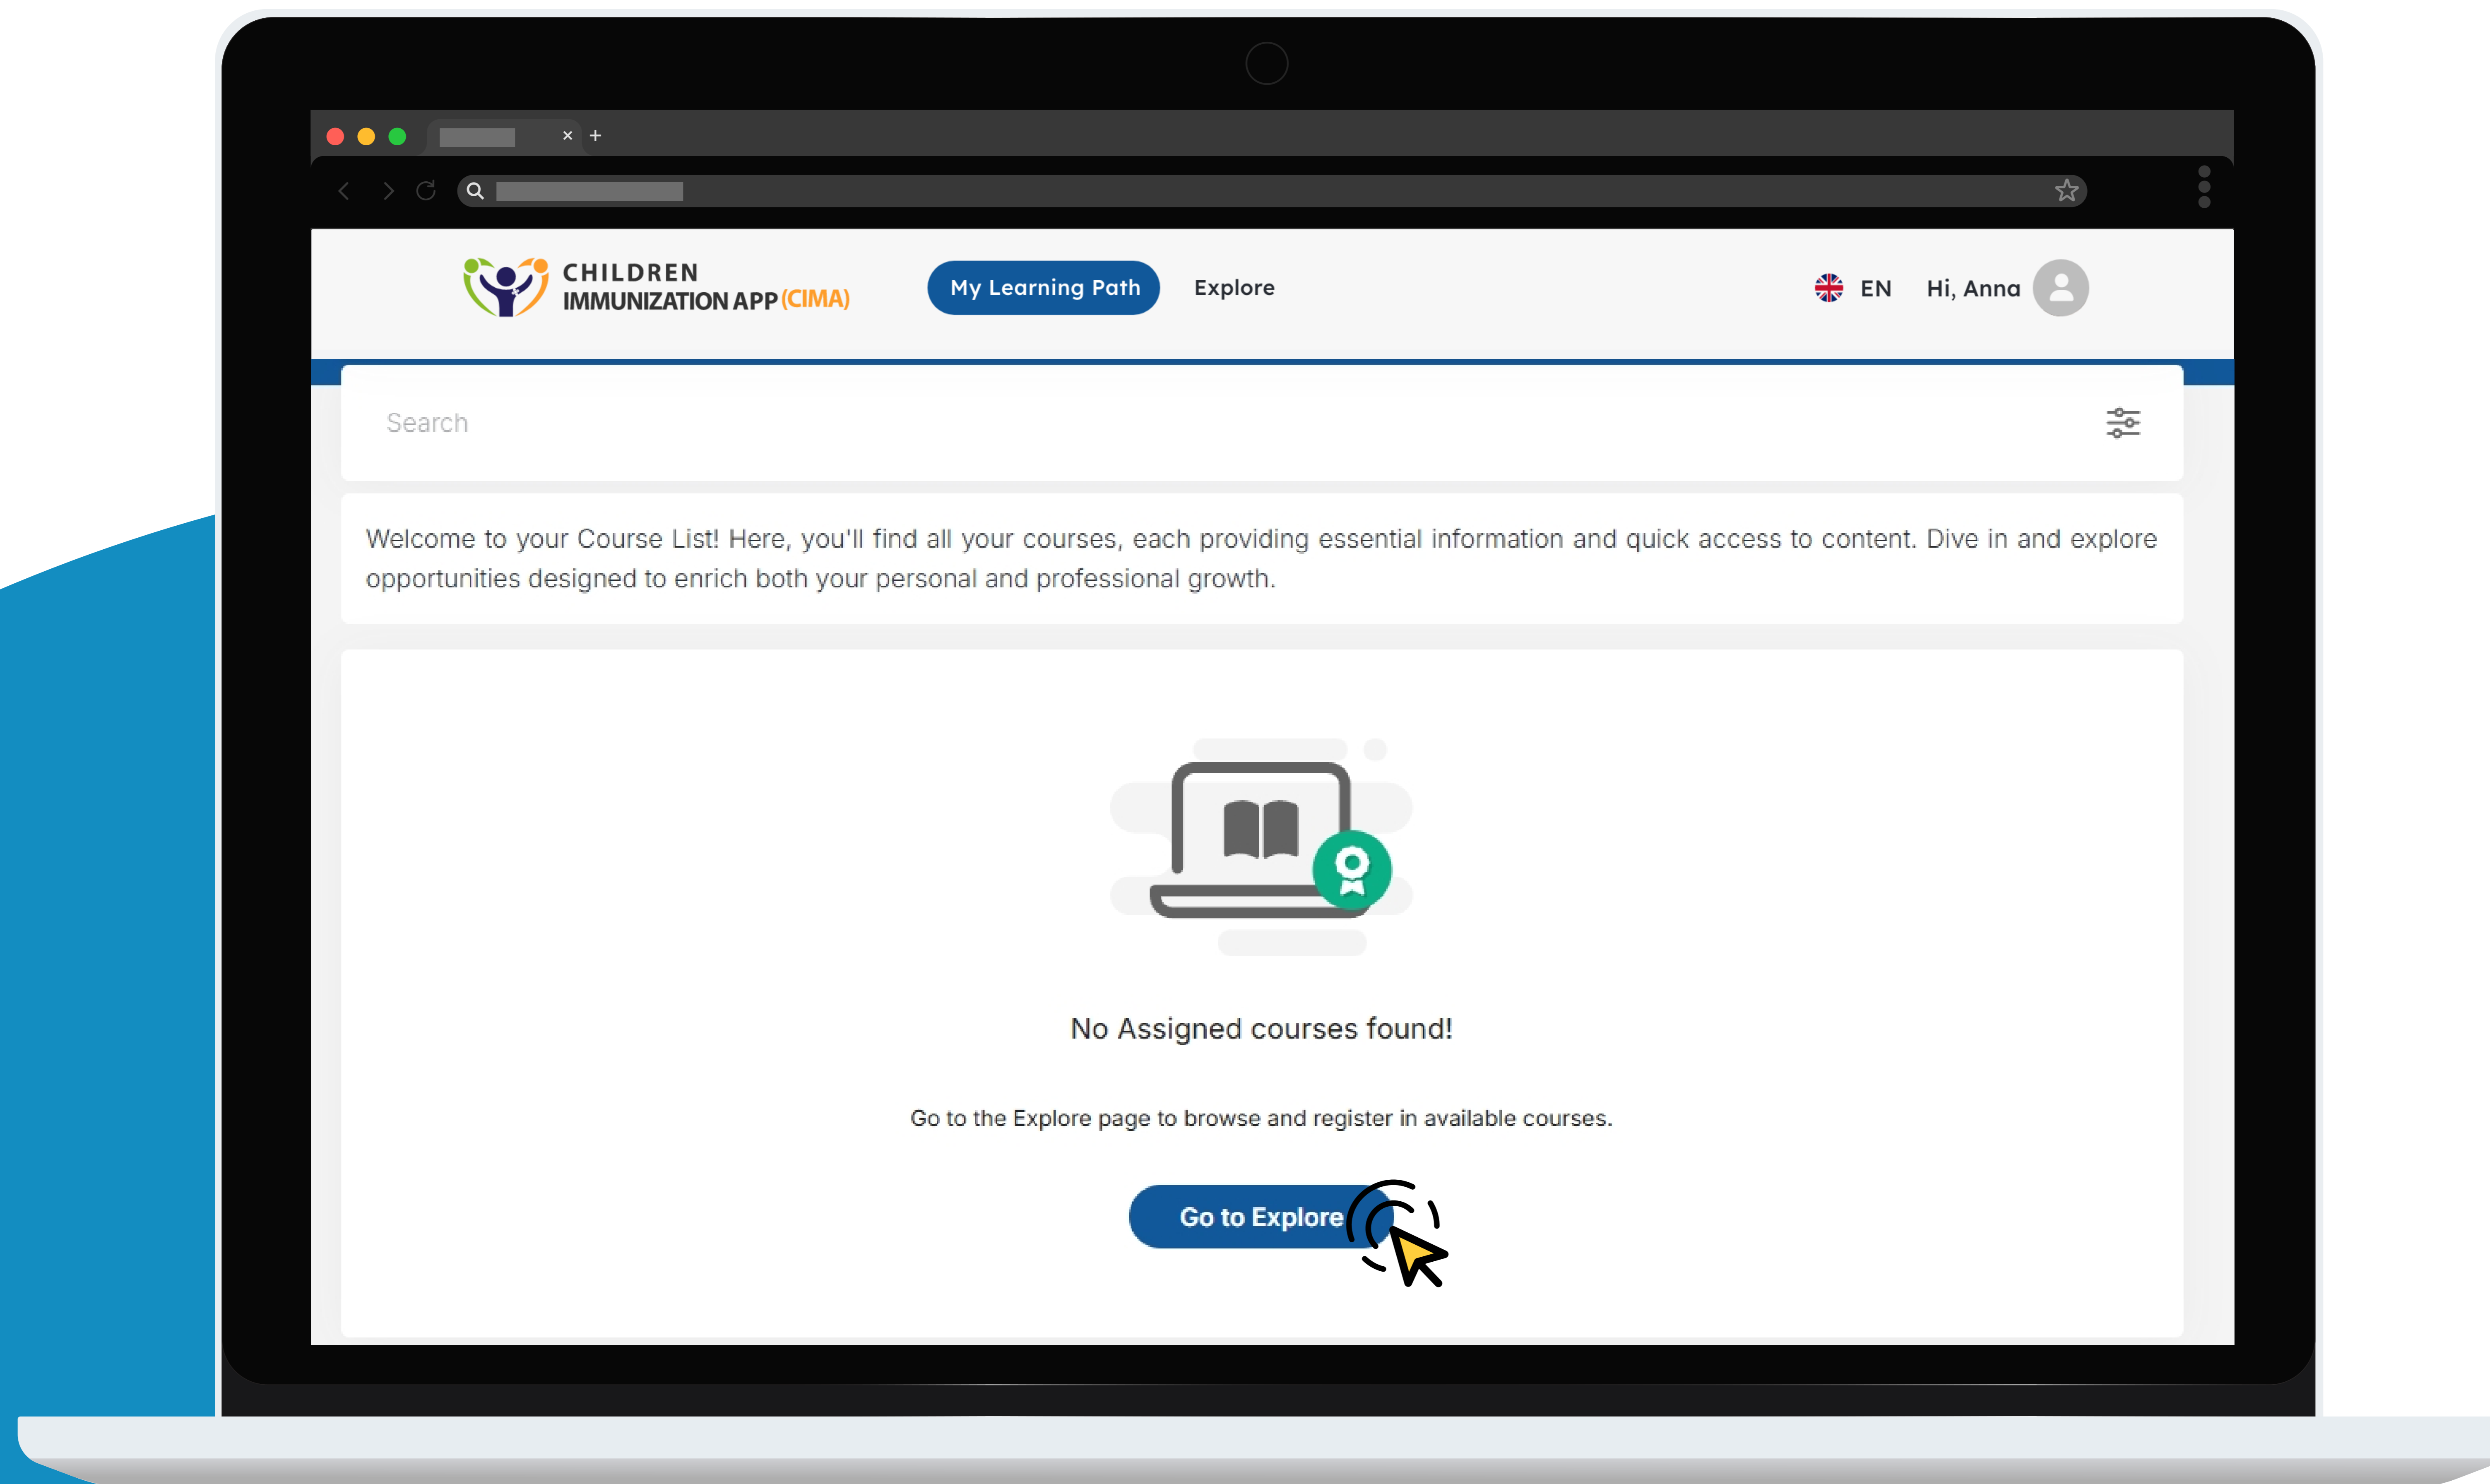 CHILDREN
IMMUNIZATION APP (CIMA)
My Learning Path
Explore
EN
Hi, Anna
Search
Welcome to your Course List! Here, you'll find all your courses, each providing essential information and quick access to content. Dive in and explore
opportunities designed to enrich both your personal and professional growth.
No Assigned courses found!
Go to the Explore page to browse and register in available courses.
Go to Explore